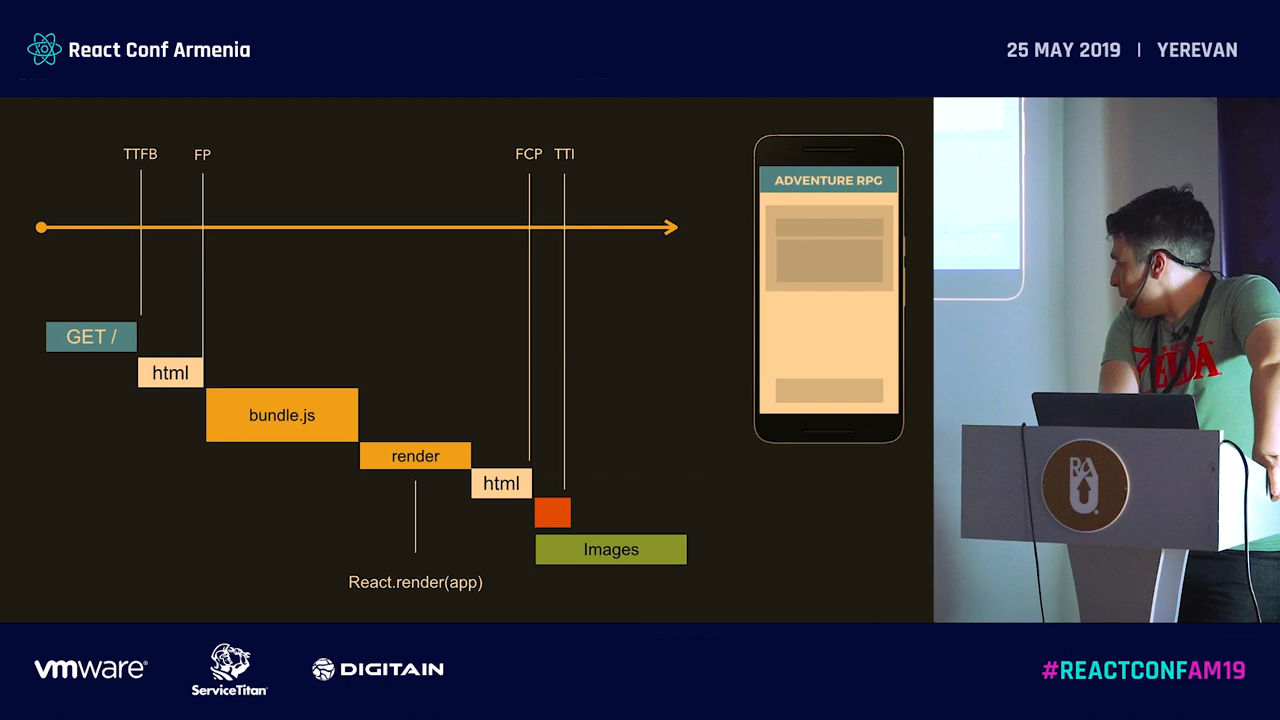 React Conf Armenia
25 MAY 2019 | YEREVAN
TTFB FP FCP TTI
ADVENTURE RPG
GET /
html
bundle.js
render
html
Images
React.render(app)
ZELDA
vmware®
ServiceTitan
DIGITAIN
#REACTCONFAM19